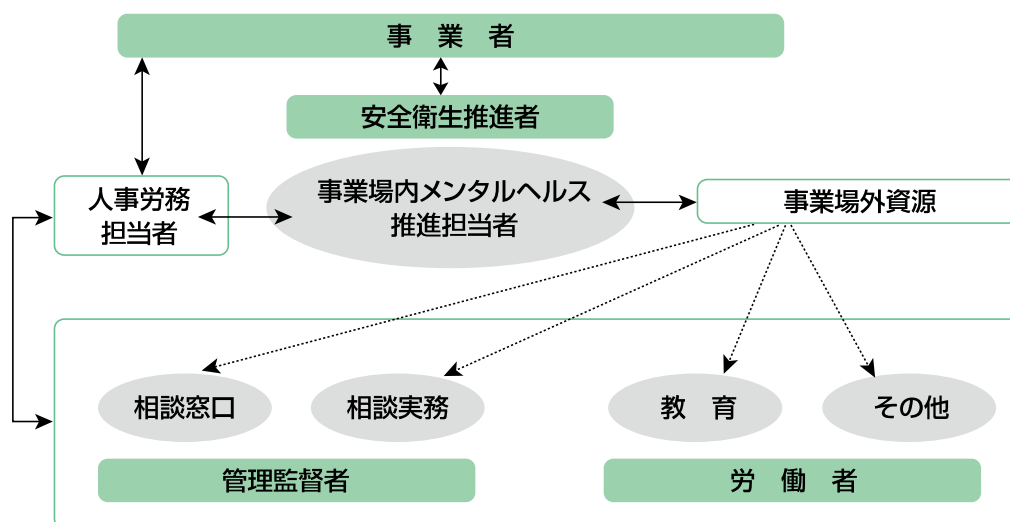 事　業　者
安全衛生推進者
人事労務
担当者
事業場内メンタルヘルス
推進担当者
事業場外資源
相談窓口
相談実務
教　育
その他
管理監督者
労　働　者